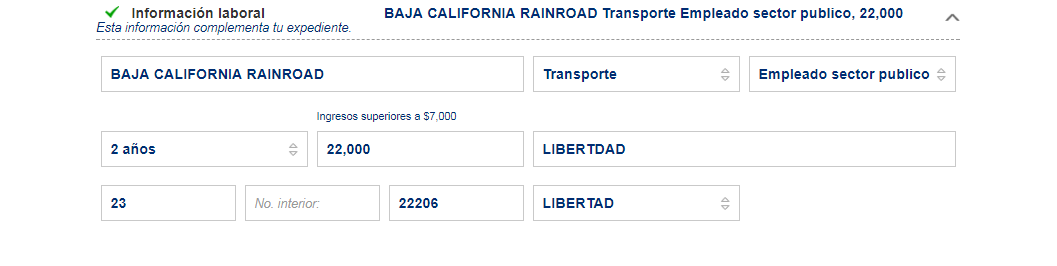 Información laboral BAJA CALIFORNIA RAINROAD Transporte Empleado sector publico, 22,000
Esta información complementa tu expediente.
BAJA CALIFORNIA RAINROAD Transporte Empleado sector publico
Ingresos superiores a $7,000
2 años 22,000 LIBERTDAD
23 No. interior: 22206 LIBERTAD